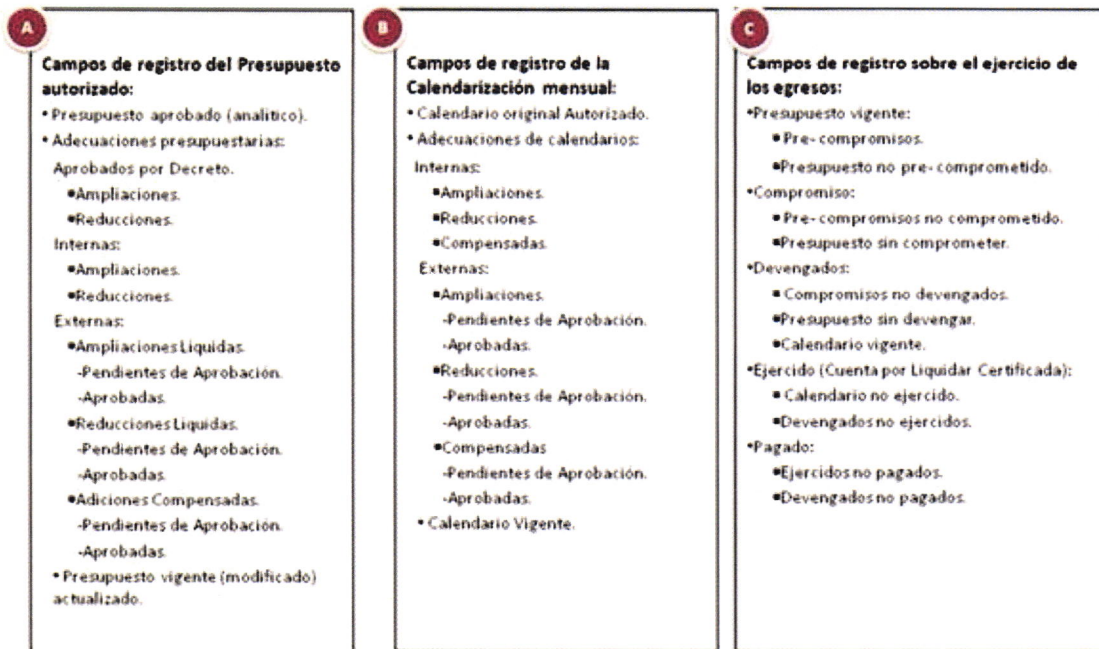 A
Campos de registro del Presupuesto
autorizado:
• Presupuesto aprobado (analítico).
• Adecuaciones presupuestarias:
Aprobados por Decreto.
▪Ampliaciones.
▪Reducciones.
Internas:
▪Ampliaciones.
▪Reducciones.
Externas:
▪Ampliaciones Liquidas.
-Pendientes de Aprobación.
-Aprobadas.
▪Reducciones Liquidas.
-Pendientes de Aprobación.
-Aprobadas.
▪Adiciones Compensadas.
-Pendientes de Aprobación.
-Aprobadas
• Presupuesto vigente (modificado)
actualizado.
B
Campos de registro de la
Calendarización mensual:
• Calendario original Autorizado.
• Adecuaciones de calendarios:
Internas:
▪Ampliaciones.
▪Reducciones.
▪Compensadas.
Externas:
▪Ampliaciones.
-Pendientes de Aprobación.
-Aprobadas.
▪Reducciones.
-Pendientes de Aprobación.
-Aprobadas.
▪Compensadas
-Pendientes de Aprobación.
-Aprobadas.
• Calendario Vigente.
C
Campos de registro sobre el ejercicio de
los egresos:
•Presupuesto vigente:
▪ Pre- compromisos.
▪Presupuesto no pre- comprometido.
•Compromiso:
▪ Pre- compromisos no comprometido.
▪Presupuesto sin comprometer.
•Devengados:
▪ Compromisos no devengados.
▪Presupuesto sin devengar.
▪Calendario vigente.
•Ejercido (Cuenta por Liquidar Certificada):
▪ Calendario no ejercido.
▪Devengados no ejercidos.
•Pagado:
▪Ejercidos no pagados.
▪Devengados no pagados.